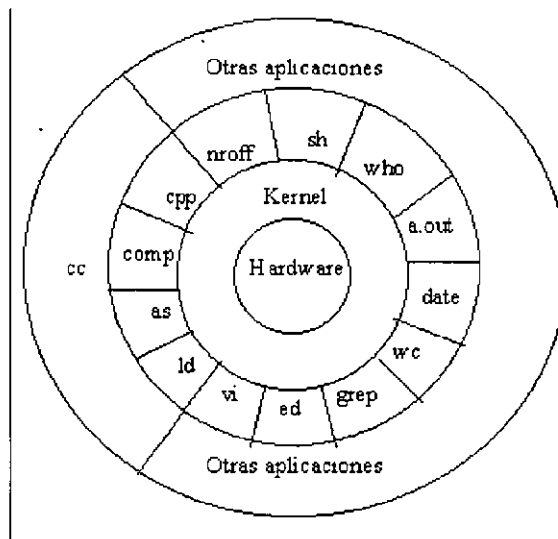 Otras aplicaciones
nroff
sh
who
cpp
Kernel
a.out
cc
comp
Hardware
date
as
wc
ld
vi
ed
grep
Otras aplicaciones